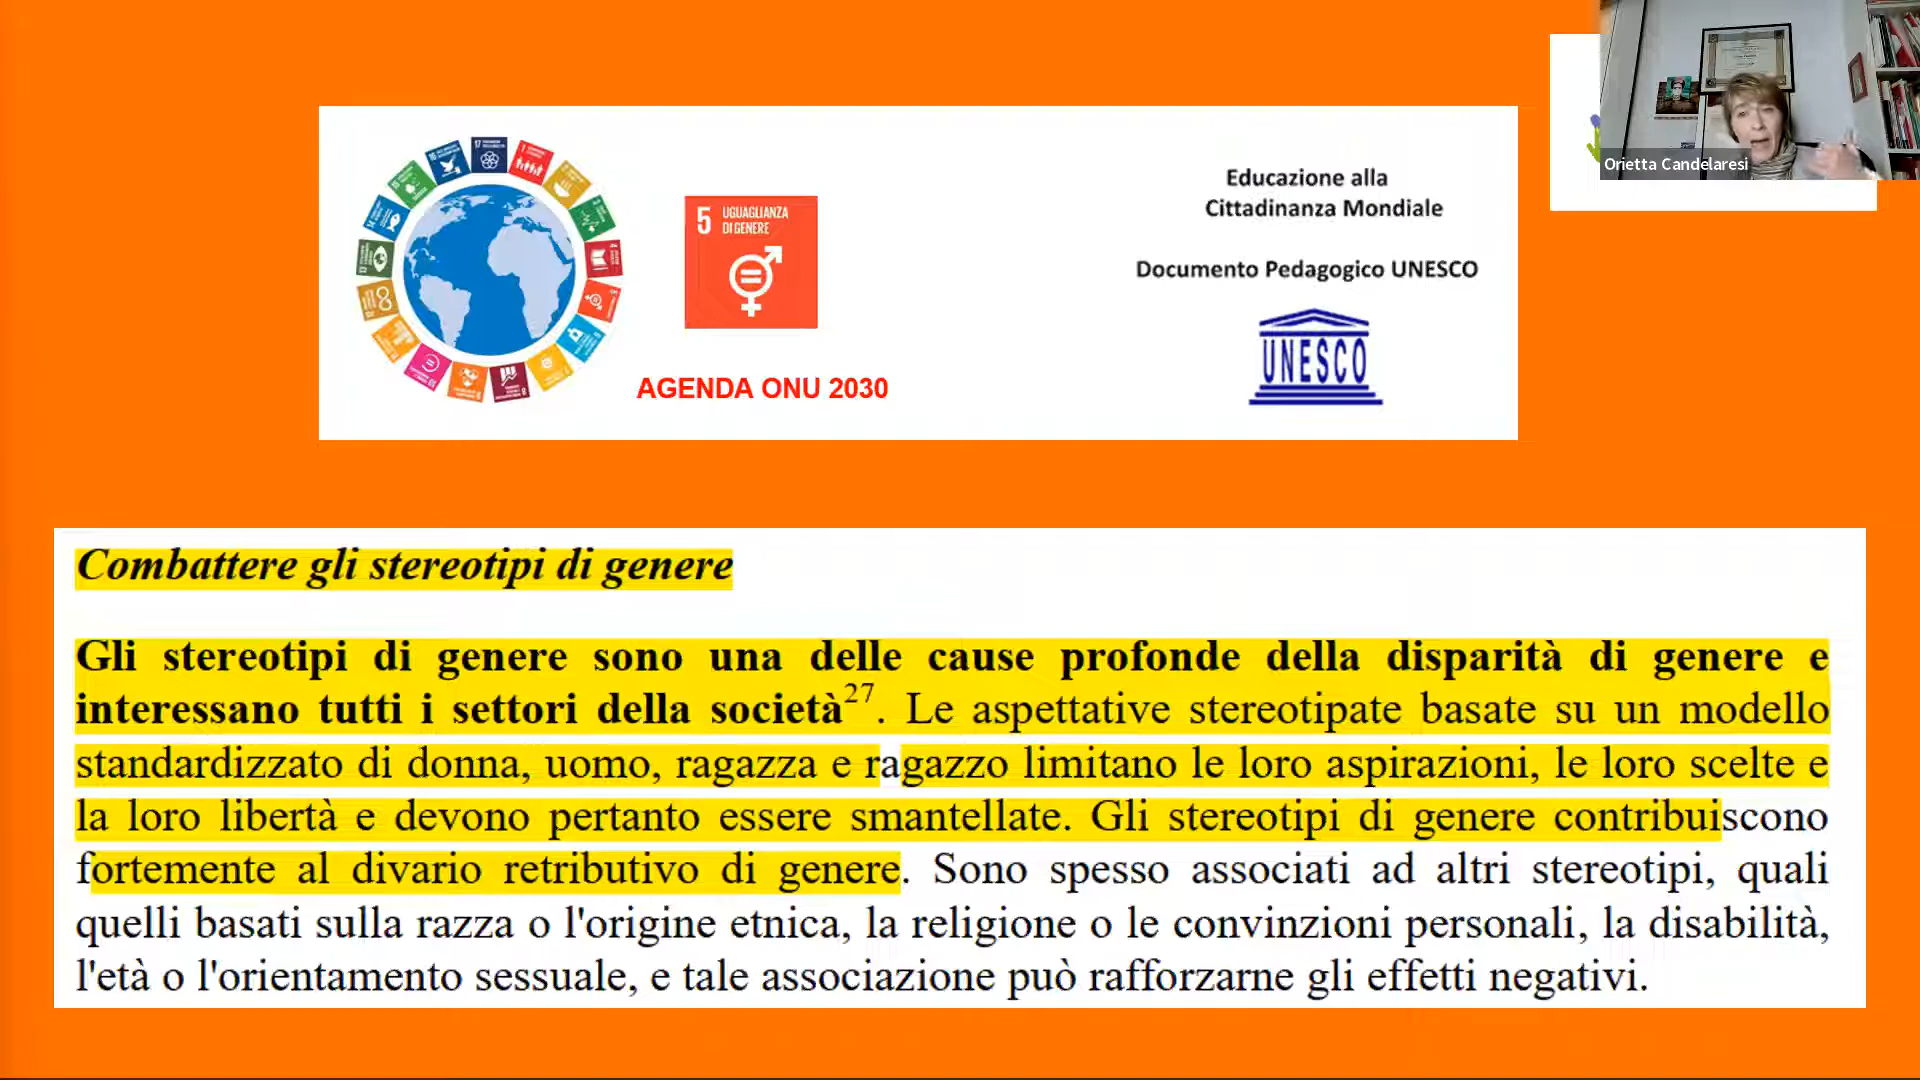 5 UGUAGLIANZA
DI GENERE
AGENDA ONU 2030
Educazione alla
Cittadinanza Mondiale
Documento Pedagogico UNESCO
UNESCO
Orietta Candelaresi
Combattere gli stereotipi di genere
Gli stereotipi di genere sono una delle cause profonde della disparità di genere e
interessano tutti i settori della società27. Le aspettative stereotipate basate su un modello
standardizzato di donna, uomo, ragazza e ragazzo limitano le loro aspirazioni, le loro scelte e
la loro libertà e devono pertanto essere smantellate. Gli stereotipi di genere contribuiscono
fortemente al divario retributivo di genere. Sono spesso associati ad altri stereotipi, quali
quelli basati sulla razza o l'origine etnica, la religione o le convinzioni personali, la disabilità,
l'età o l'orientamento sessuale, e tale associazione può rafforzarne gli effetti negativi.